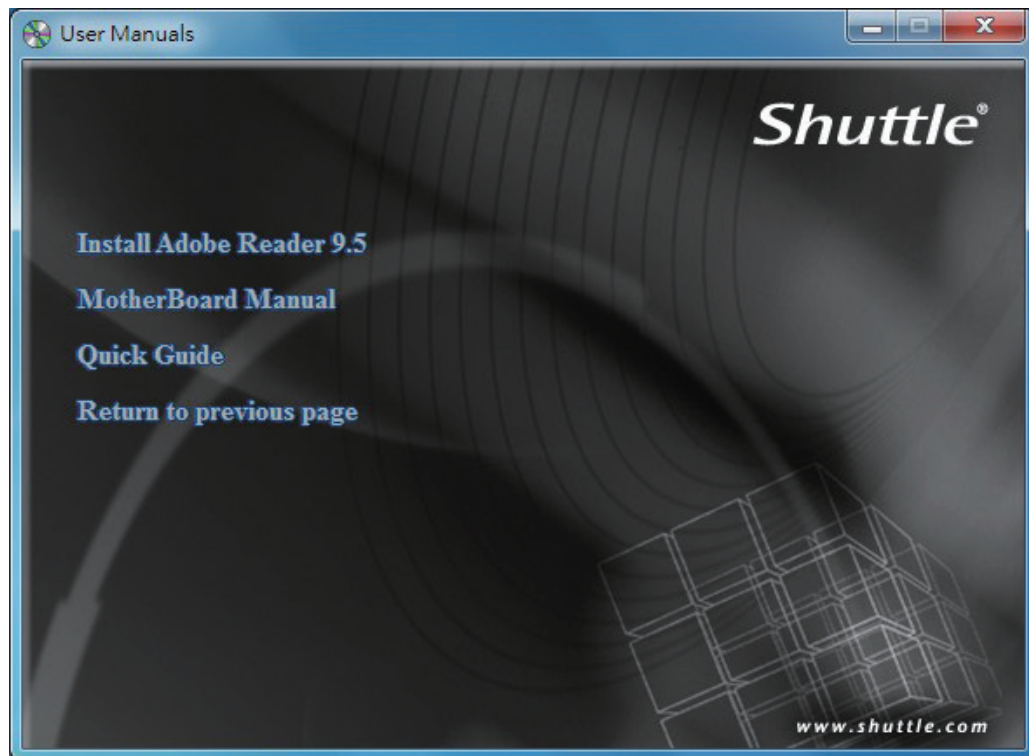 User Manuals
Shuttle®
Install Adobe Reader 9.5
MotherBoard Manual
Quick Guide
Return to previous page
www.shuttle.com